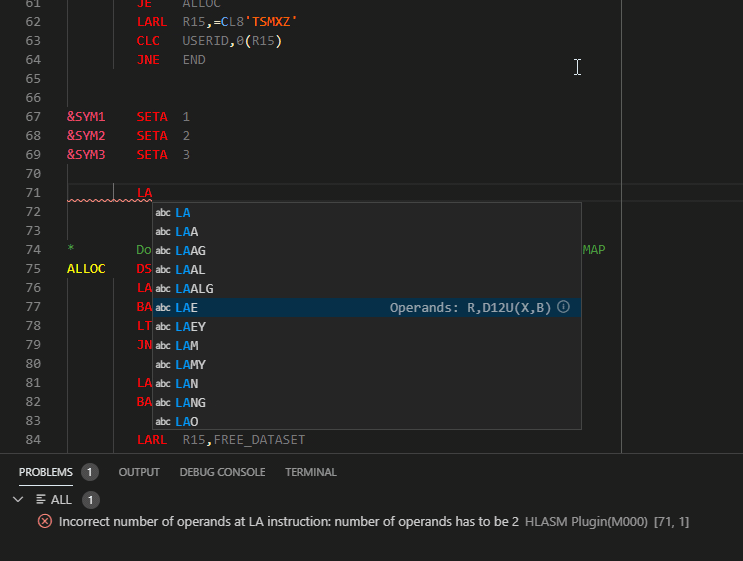 61 JE ALLOC
62 LARL R15,=CL8'TSMXZ'
63 CLC USERID,0(R15)
64 JNE END
65
66
67 &SYM1 SETA 1
68 &SYM2 SETA 2
69 &SYM3 SETA 3
70
71 LA
72 abc LA
73 abc LAA
74 * Do abc LAAG MAP
75 ALLOC DS abc LAAL
76 LA abc LAALG
77 BA abc LAE Operands: R,D12U(X,B)
78 LT abc LAEY
79 JN abc LAM
80 abc LAMY
81 LA abc LAN
82 BA abc LANG
83 abc LAO
84 LARL R15,FREE_DATASET
PROBLEMS 1 OUTPUT DEBUG CONSOLE TERMINAL
ALL 1
Incorrect number of operands at LA instruction: number of operands has to be 2 HLASM Plugin(M000) [71, 1]